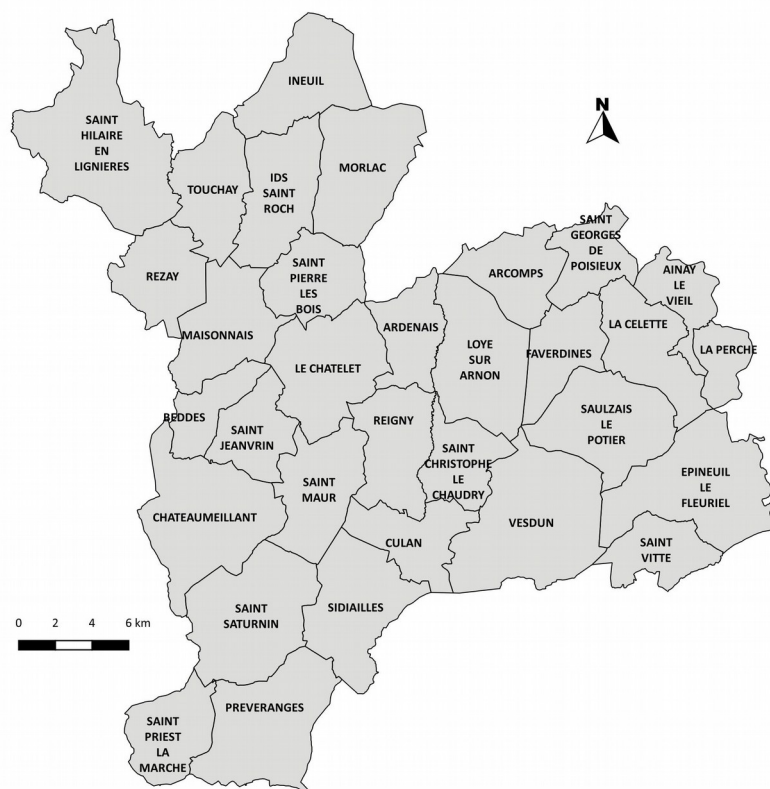 INEUIL
N
SAINT
HILAIRE
EN
LIGNIERES
MORLAC
IDS
SAINT
ROCH
TOUCHAY
SAINT
GEORGES
DE
POISIEUX
SAINT
PIERRE
LES
BOIS
REZAY
ARCOMPS
AINAY
LE
VIEIL
MAISONNAIS
ARDENAIS
LA CELETTE
LOYE
SUR
ARNON
FAVERDINES
LA PERCHE
LE CHATELET
SAULZAIS
LE
POTIER
BEDDES
SAINT
JEANVRIN
REIGNY
SAINT
CHRISTOPHE
LE
CHAUDRY
EPINEUIL
LE
FLEURIEL
SAINT
MAUR
CHATEAUMEILLANT
VESDUN
CULAN
SAINT
VITTE
SAINT
SATURNIN
SIDIAILLES
0 2 4 6 km
PREVERANGES
SAINT
PRIEST
LA
MARCHE